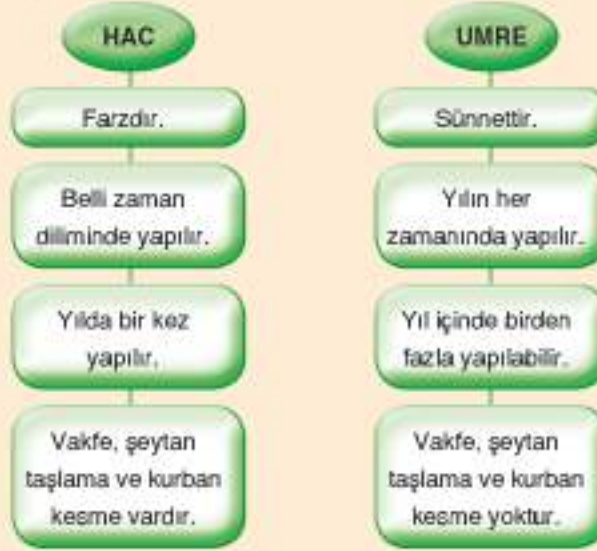 HAC
Farzdır.
Belli zaman
diliminde yapılır.
Yılda bir kez
yapılır.
Vakfe, şeytan
taşlama ve kurban
kesme vardır.
UMRE
Sünnettir.
Yılın her
zamanında yapılır.
Yıl içinde birden
fazla yapılabilir.
Vakfe, şeytan
taşlama ve kurban
kesme yoktur.